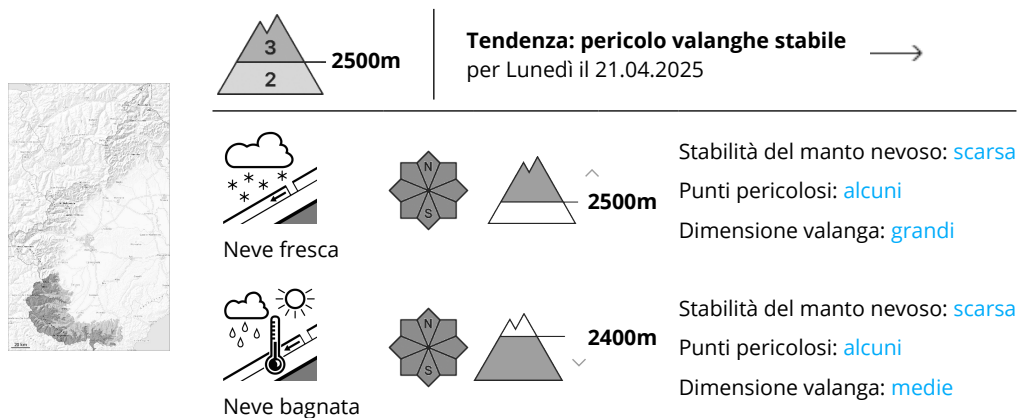 3
2500m
2
Tendenza: pericolo valanghe stabile
per Lunedì il 21.04.2025
20 km
N
S
2500m
Neve fresca
Stabilità del manto nevoso: scarsa
Punti pericolosi: alcuni
Dimensione valanga: grandi
N
S
2400m
Neve bagnata
Stabilità del manto nevoso: scarsa
Punti pericolosi: alcuni
Dimensione valanga: medie